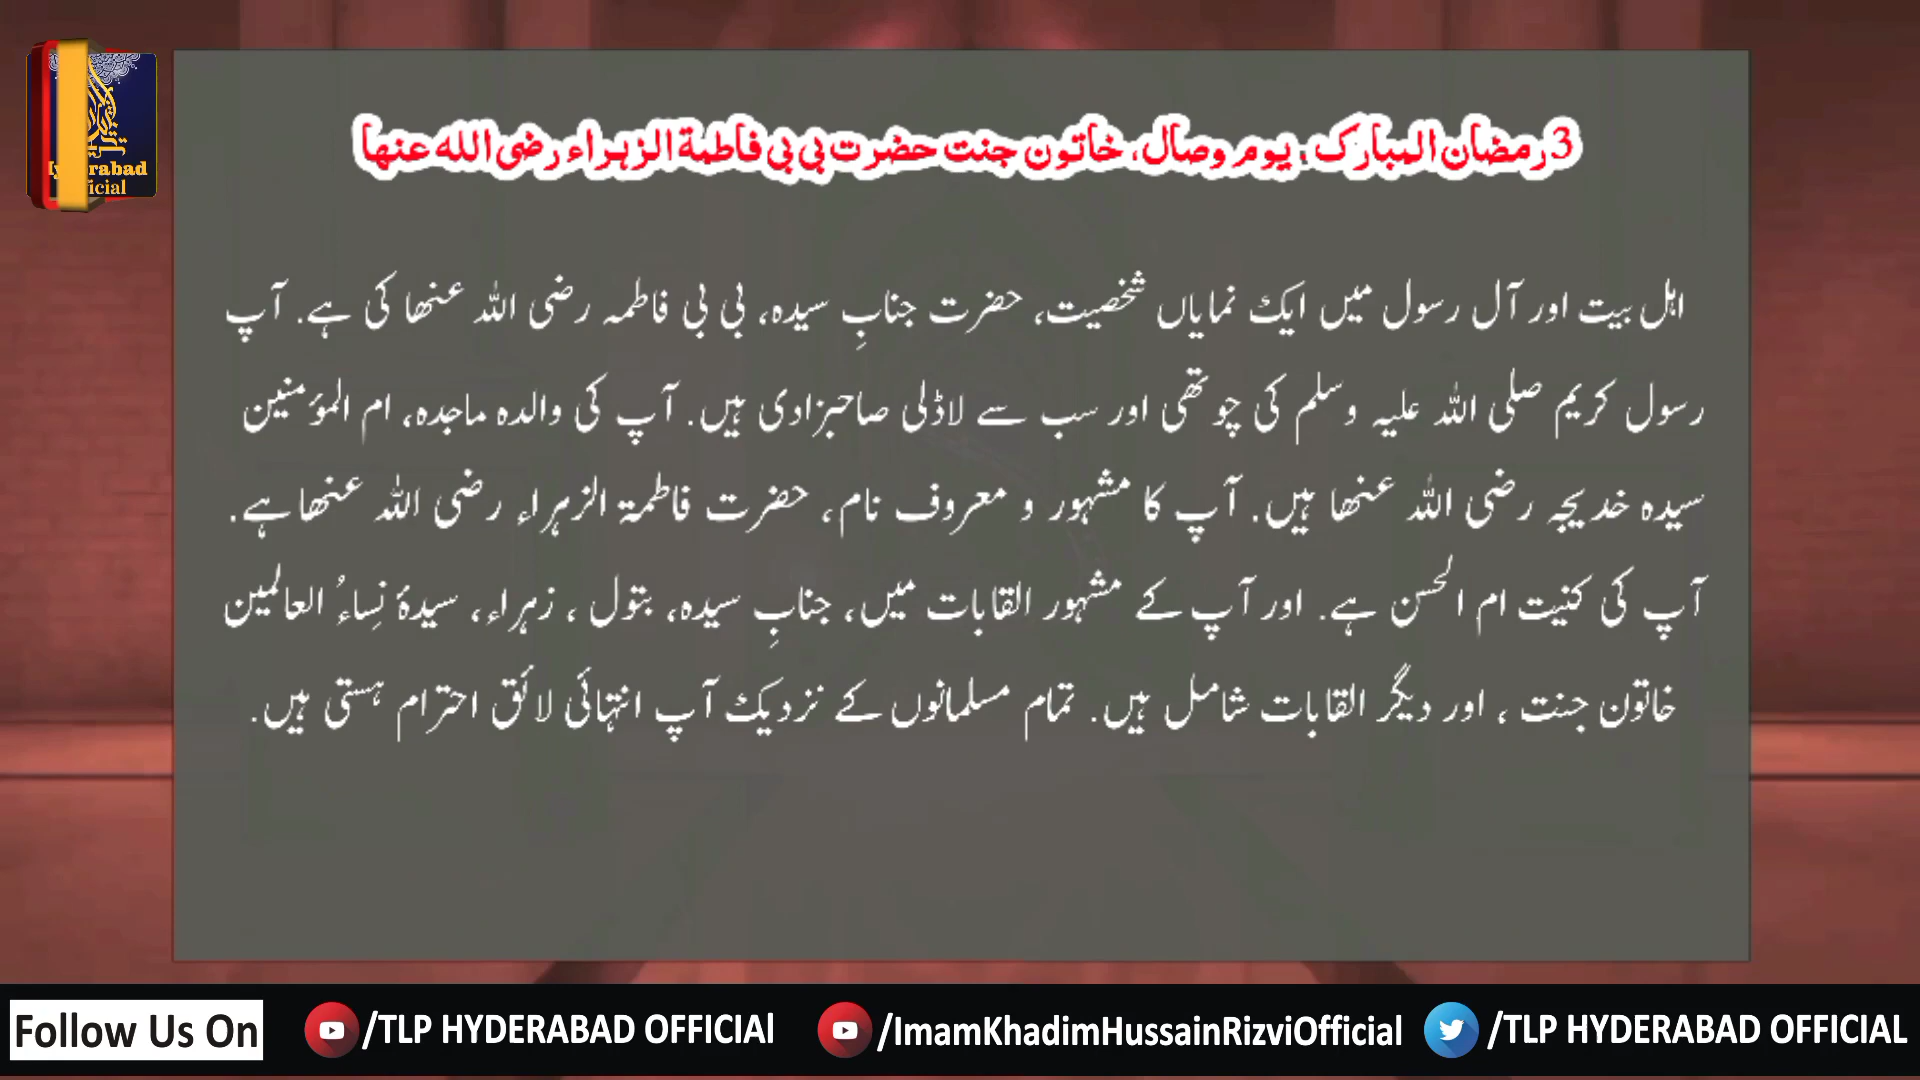 3 رمضان المبارک، یوم وصال، خاتون جنت حضرت بی بی فاطمۃ الزہراء رضی اللہ عنھا
اہل بیت اور آل رسول میں ایک نمایاں شخصیت، حضرت جنابِ سیدہ، بی بی فاطمہ رضی اللہ عنھا کی ہے. آپ
رسول کریم صلی اللہ علیہ وسلم کی چوتھی اور سب سے لاڈلی صاحبزادی ہیں. آپ کی والدہ ماجدہ، ام المؤمنین
سیدہ خدیجہ رضی اللہ عنھا ہیں. آپ کا مشہور و معروف نام، حضرت فاطمۃ الزہراء رضی اللہ عنھا ہے.
آپ کی کنیت ام الحسن ہے. اور آپ کے مشہور القابات میں، جنابِ سیدہ، بتول ، زہراء، سیدۂ نِساءُ العالمین
خاتون جنت ، اور دیگر القابات شامل ہیں. تمام مسلمانوں کے نزدیک آپ انتہائی لائق احترام ہستی ہیں.
Follow Us On /TLP HYDERABAD OFFICIAl /ImamKhadimHussainRizviOfficial /TLP HYDERABAD OFFICIAL